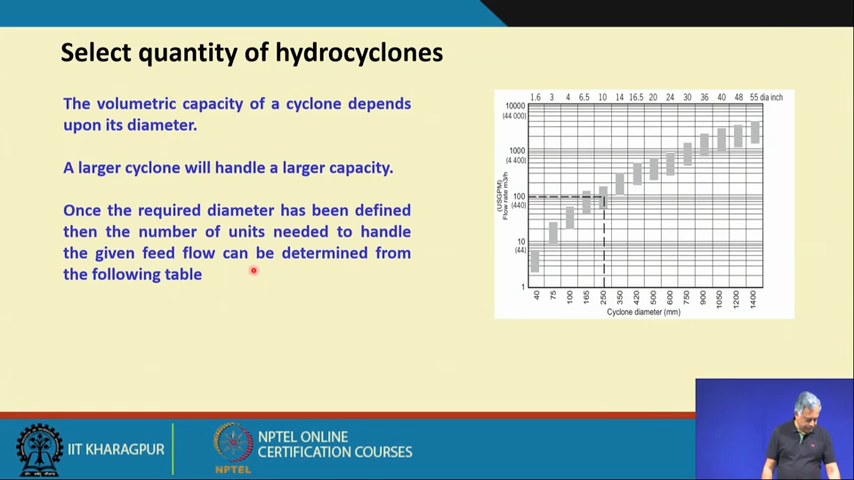 Select quantity of hydrocyclones
The volumetric capacity of a cyclone depends
upon its diameter.
A larger cyclone will handle a larger capacity.
Once the required diameter has been defined
then the number of units needed to handle
the given feed flow can be determined from
the following table
1.6 3 4 6.5 10 14 16.5 20 24 30 36 40 48 55 dia inch
10000
(44 000)
1000
(4 400)
100
(440)
10
(44)
1
(USGPM)
Flow rate m3/h
40 75 100 165 250 350 420 500 600 750 900 1050 1200 1400
Cyclone diameter (mm)
IIT KHARAGPUR
NPTEL
NPTEL ONLINE
CERTIFICATION COURSES